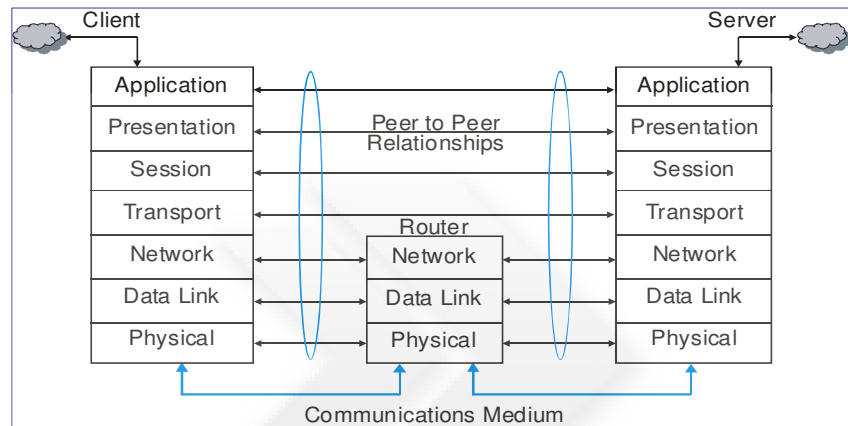 Client
Server
Application
Application
Presentation
Peer to Peer
Relationships
Presentation
Session
Session
Transport
Transport
Router
Network
Network
Network
Data Link
Data Link
Data Link
Physical
Physical
Physical
Communications Medium